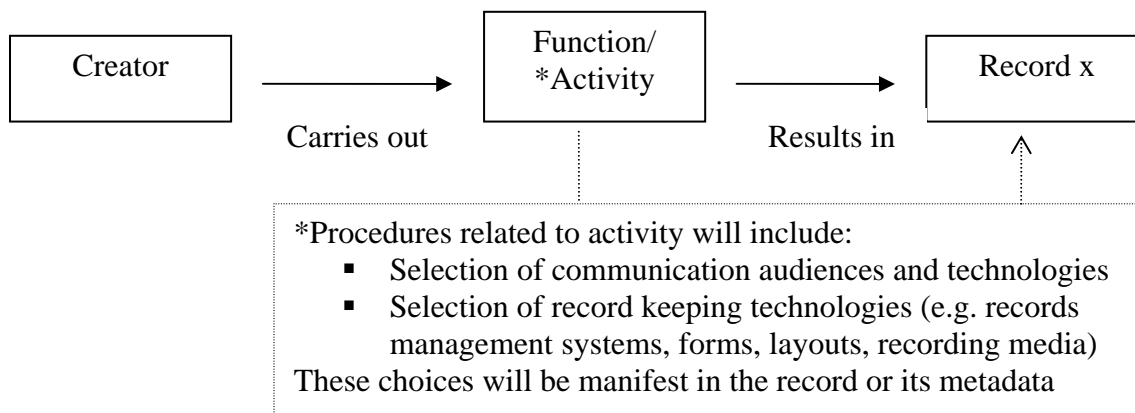 Creator
Function/
*Activity
Record x
Carries out
Results in
*Procedures related to activity will include:
▪ Selection of communication audiences and technologies
▪ Selection of record keeping technologies (e.g. records
management systems, forms, layouts, recording media)
These choices will be manifest in the record or its metadata